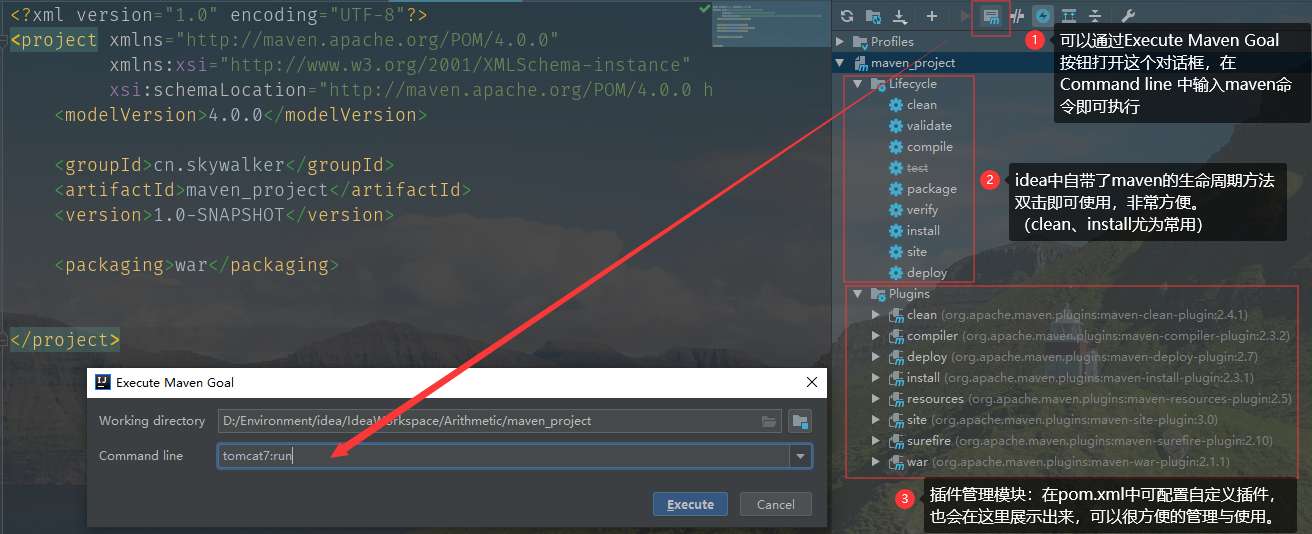 <?xml version="1.0" encoding="UTF-8"?>
<project xmlns="http://maven.apache.org/POM/4.0.0"
xmlns:xsi="http://www.w3.org/2001/XMLSchema-instance"
xsi:schemaLocation="http://maven.apache.org/POM/4.0.0 h
<modelVersion>4.0.0</modelVersion>
<groupId>cn.skywalker</groupId>
<artifactId>maven_project</artifactId>
<version>1.0-SNAPSHOT</version>
<packaging>war</packaging>
</project>
Execute Maven Goal
Working directory D:/Environment/idea/IdeaWorkspace/Arithmetic/maven_project
Command line tomcat7:run
Execute Cancel
Profiles
maven_project
Lifecycle
clean
validate
compile
test
package
verify
install
site
deploy
Plugins
clean (org.apache.maven.plugins:maven-clean-plugin:2.4.1)
compiler (org.apache.maven.plugins:maven-compiler-plugin:2.3.2)
deploy (org.apache.maven.plugins:maven-deploy-plugin:2.7)
install (org.apache.maven.plugins:maven-install-plugin:2.3.1)
resources (org.apache.maven.plugins:maven-resources-plugin:2.5)
site (org.apache.maven.plugins:maven-site-plugin:3.0)
surefire (org.apache.maven.plugins:maven-surefire-plugin:2.10)
war (org.apache.maven.plugins:maven-war-plugin:2.1.1)
1 可以通过Execute Maven Goal
按钮打开这个对话框，在
Command line 中输入maven命
令即可执行
2 idea中自带了maven的生命周期方法
双击即可使用，非常方便。
（clean、install尤为常用）
3 插件管理模块：在pom.xml中可配置自定义插件，
也会在这里展示出来，可以很方便的管理与使用。